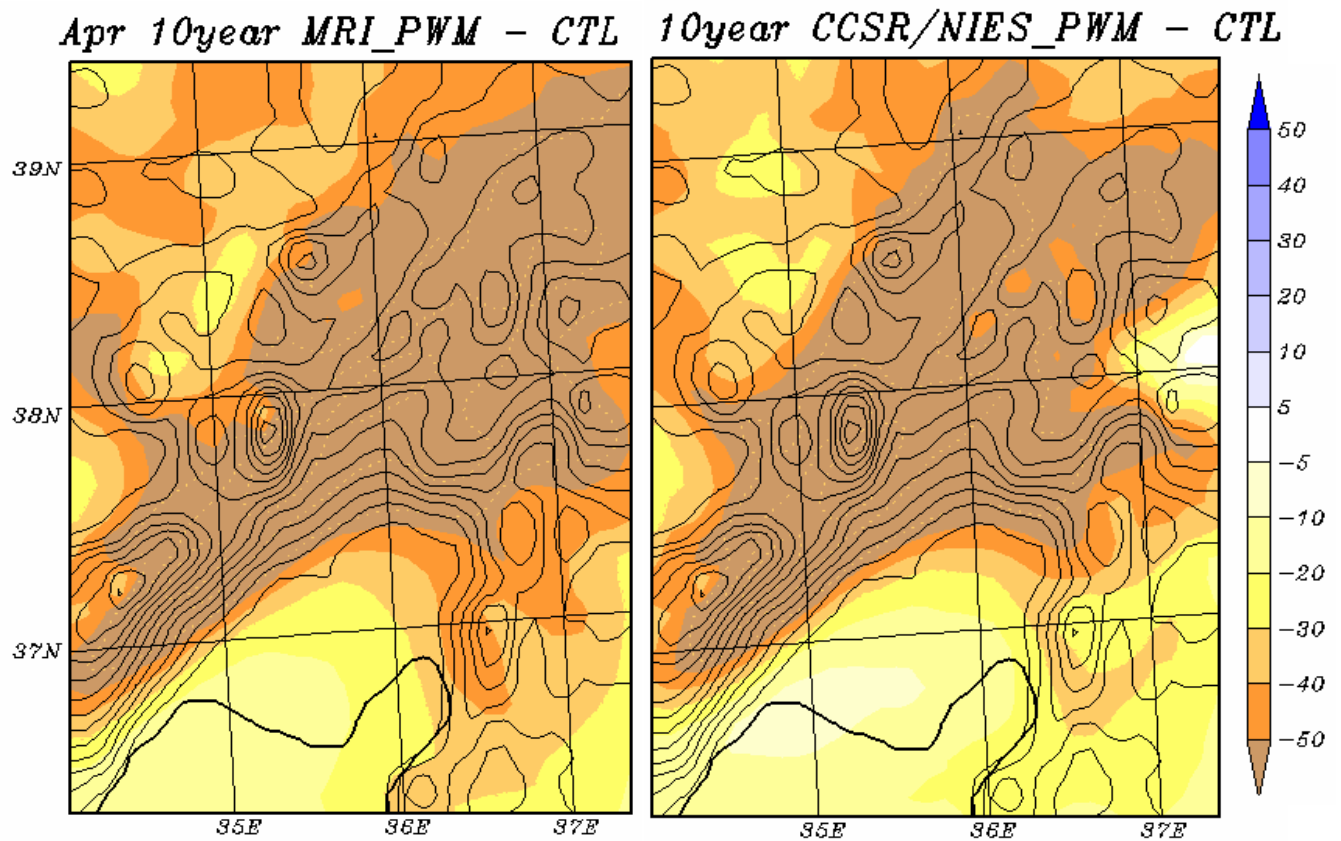 Apr 10year MRI_PWM - CTL
10year CCSR/NIES_PWM - CTL
39N
38N
37N
35E
36E
37E
35E
36E
37E
50
40
30
20
10
5
-5
-10
-20
-30
-40
-50